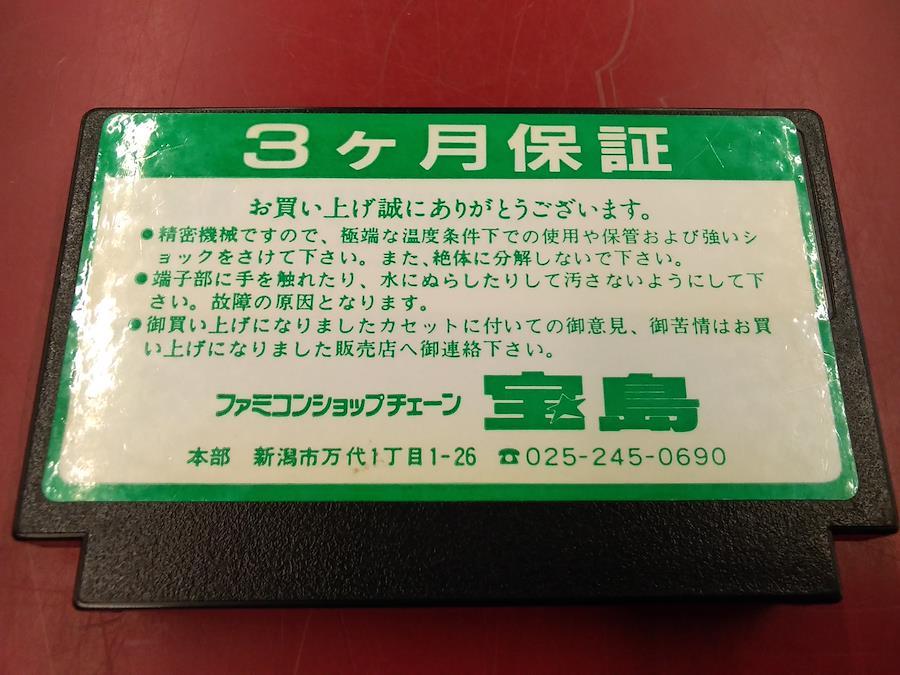 3ヶ月保証
お買い上げ誠にありがとうございます。
●精密機械ですので、極端な温度条件下での使用や保管および強いシ
ョックをさけて下さい。また、絶体に分解しないで下さい。
●端子部に手を触れたり、水にぬらしたりして汚さないようにして下
さい。故障の原因となります。
●御買い上げになりましたカセットに付いての御意見、御苦情はお買
い上げになりました販売店へ御連絡下さい。
ファミコンショップチェーン 宝島
本部 新潟市万代1丁目1-26 ☎025-245-0690